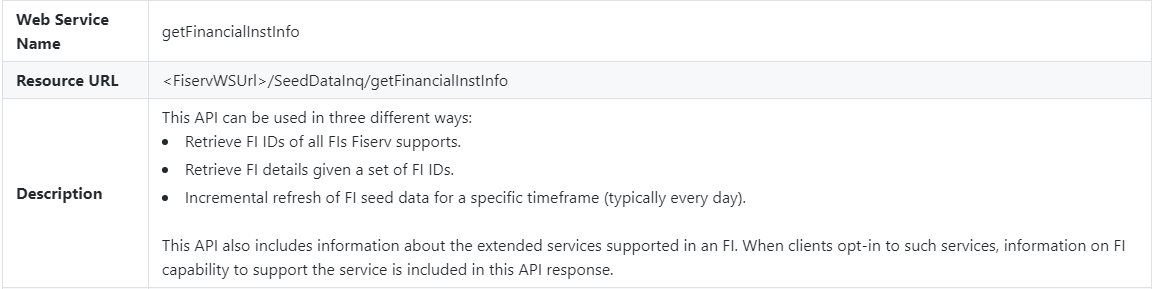 Web Service
Name
getFinancialInstInfo
Resource URL
<FiservWSUrl>/SeedDataInq/getFinancialInstInfo
Description
This API can be used in three different ways:
• Retrieve FI IDs of all FIs Fiserv supports.
• Retrieve FI details given a set of FI IDs.
• Incremental refresh of FI seed data for a specific timeframe (typically every day).
This API also includes information about the extended services supported in an FI. When clients opt-in to such services, information on FI
capability to support the service is included in this API response.